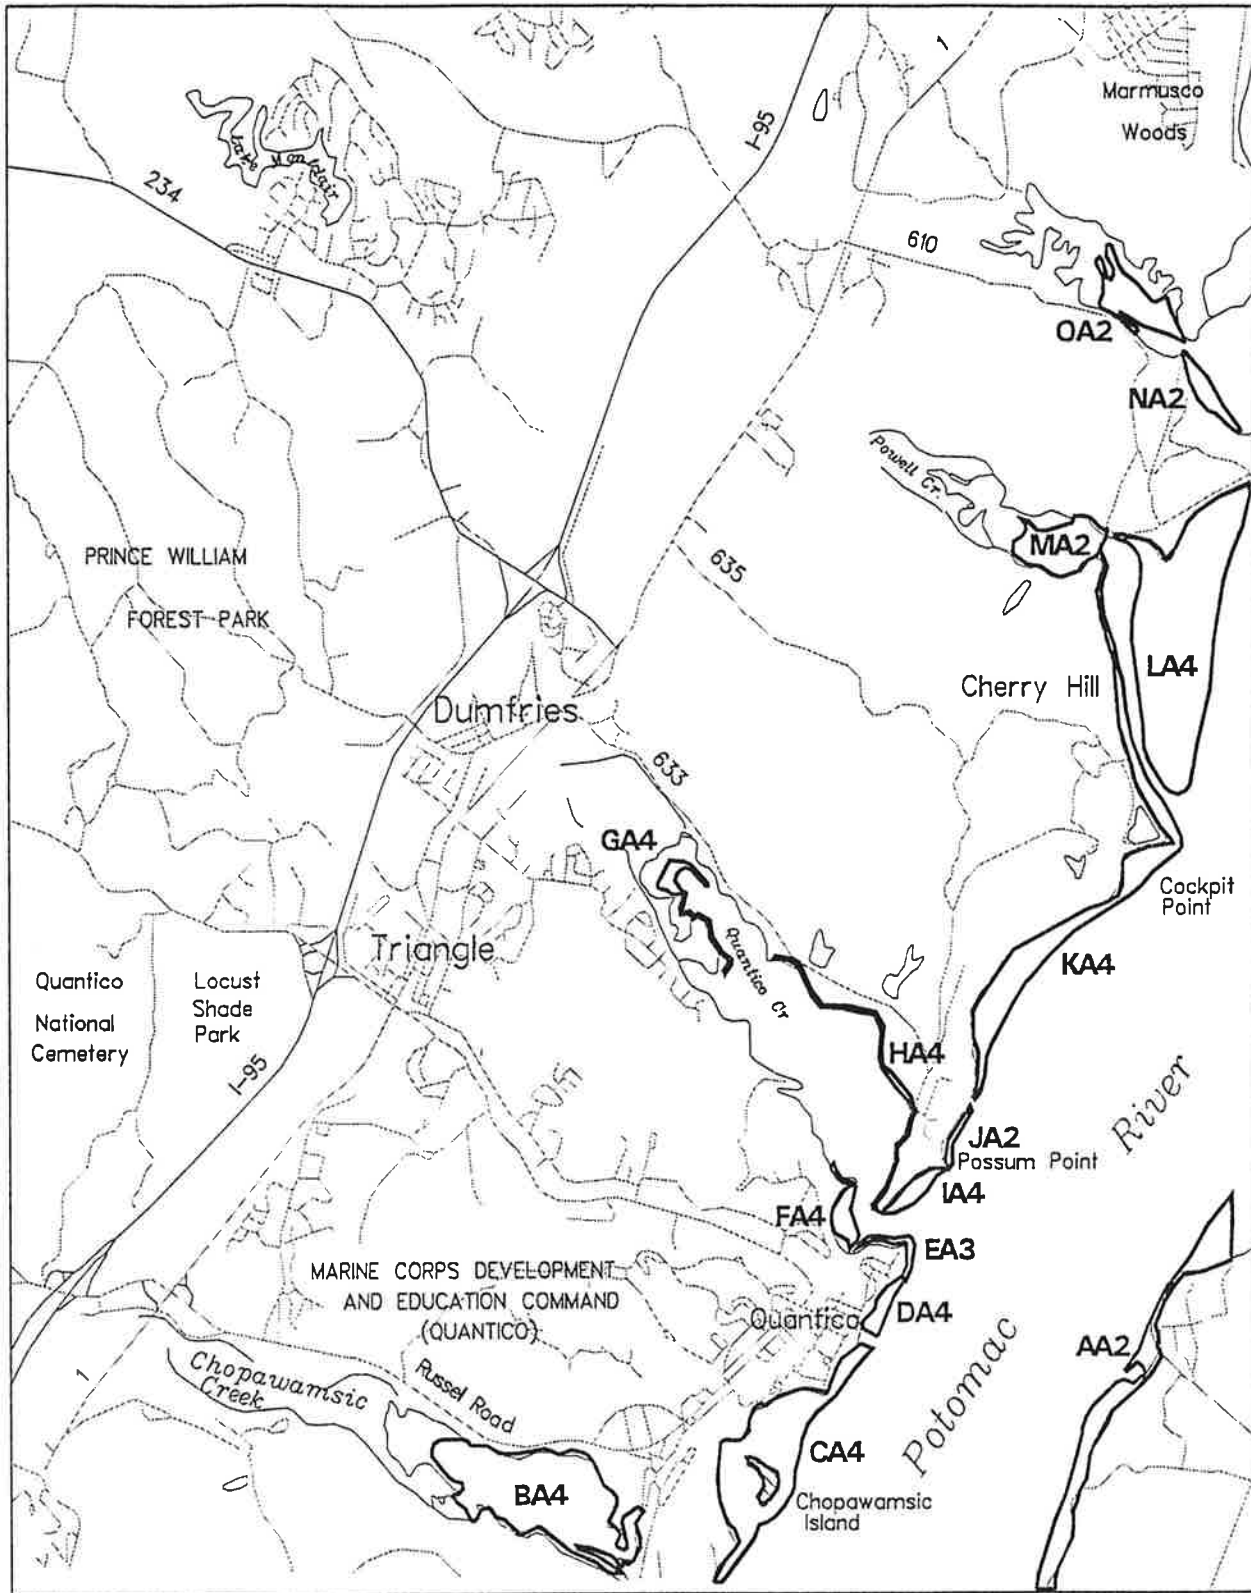 1
I-95
Marmusco
Woods
Lake Montclair
234
610
OA2
NA2
Powell Cr.
MA2
PRINCE WILLIAM
FOREST PARK
635
LA4
Cherry Hill
Dumfries
633
GA4
Cockpit
Point
Quantico Cr
Triangle
KA4
Quantico
National
Cemetery
Locust
Shade
Park
HA4
I-95
River
JA2
Possum Point
IA4
FA4
EA3
MARINE CORPS DEVELOPMENT
AND EDUCATION COMMAND
(QUANTICO)
Quantico
DA4
AA2
1
Chopawamsic
Creek
Russel Road
Potomac
CA4
BA4
Chopawamsic
Island